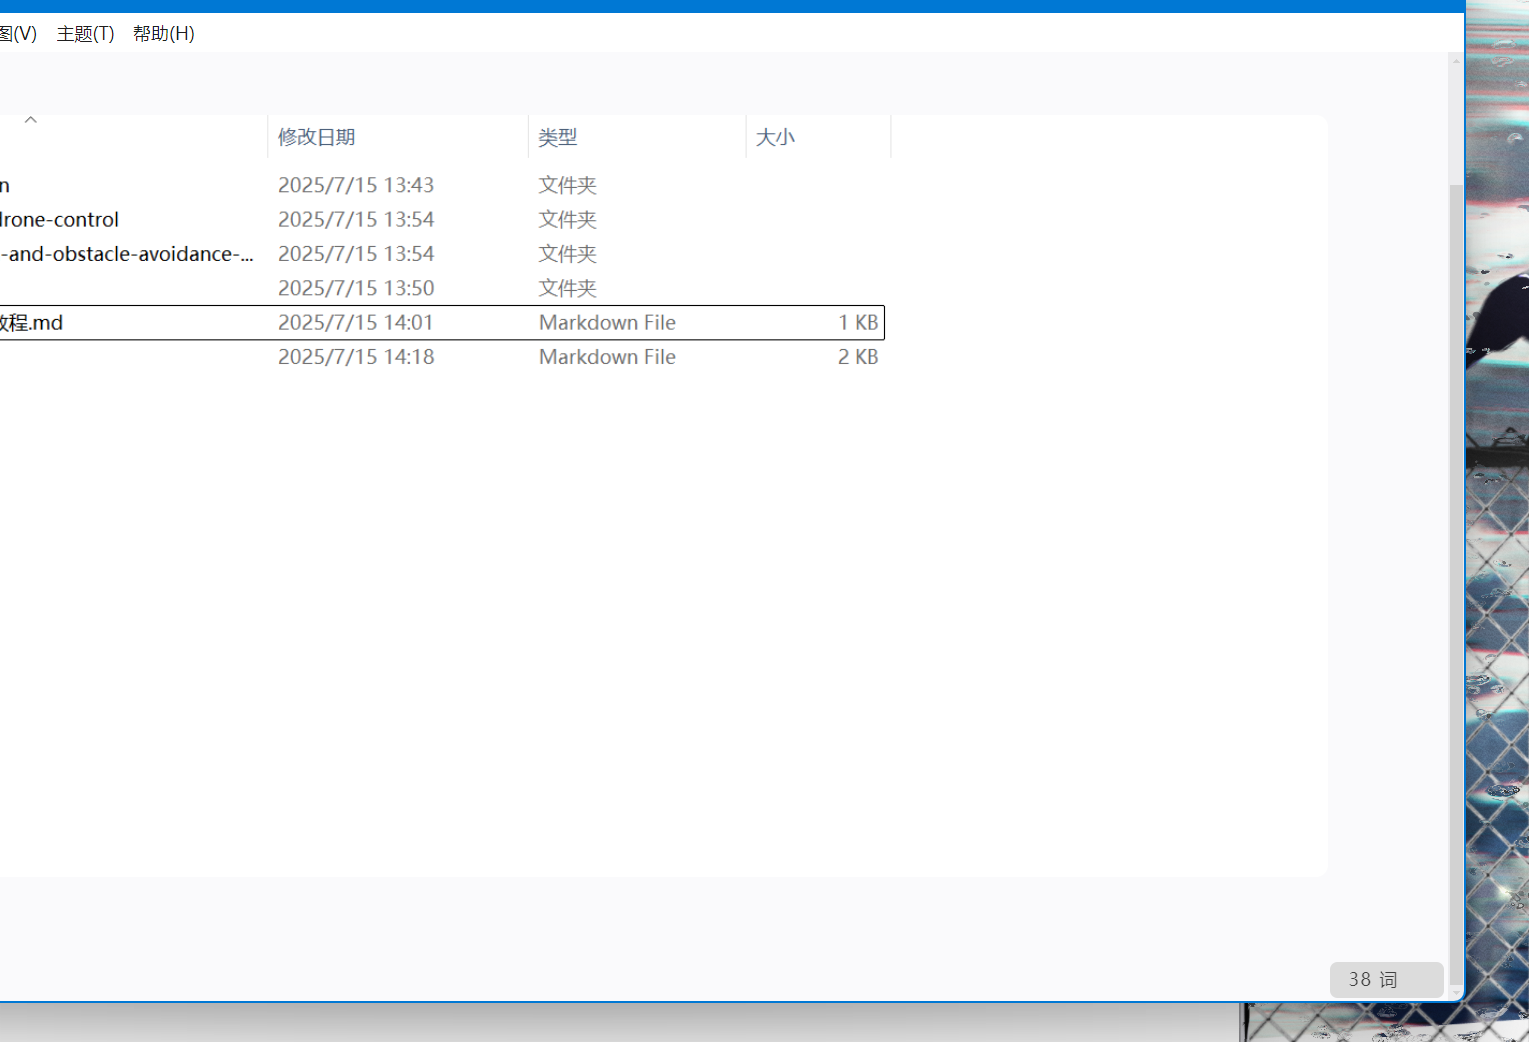 图(V) 主题(T) 帮助(H)
修改日期 类型 大小
n 2025/7/15 13:43 文件夹
drone-control 2025/7/15 13:54 文件夹
-and-obstacle-avoidance-... 2025/7/15 13:54 文件夹
2025/7/15 13:50 文件夹
教程.md 2025/7/15 14:01 Markdown File 1 KB
2025/7/15 14:18 Markdown File 2 KB
38 词